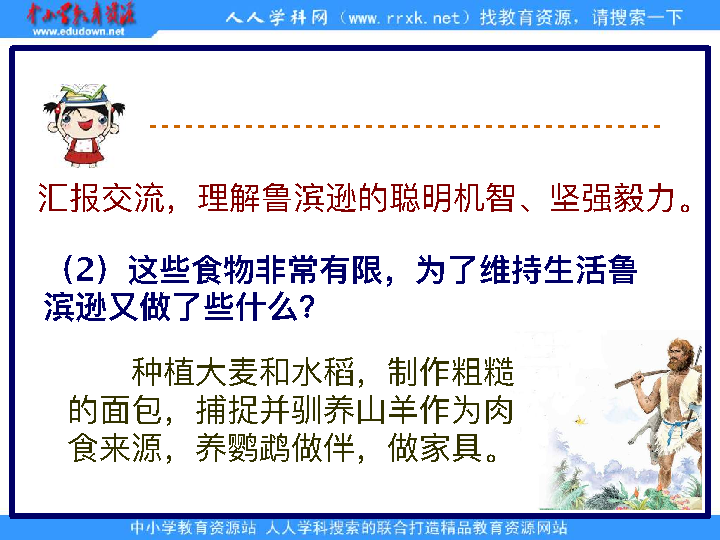 中小学教育资源
www.edudown.net
人人学科网（www.rrxk.net）找教育资源，请搜索一下
汇报交流，理解鲁滨逊的聪明机智、坚强毅力。
（2）这些食物非常有限，为了维持生活鲁
滨逊又做了些什么？
种植大麦和水稻，制作粗糙
的面包，捕捉并驯养山羊作为肉
食来源，养鹦鹉做伴，做家具。
中小学教育资源站 人人学科搜索的联合打造精品教育资源网站